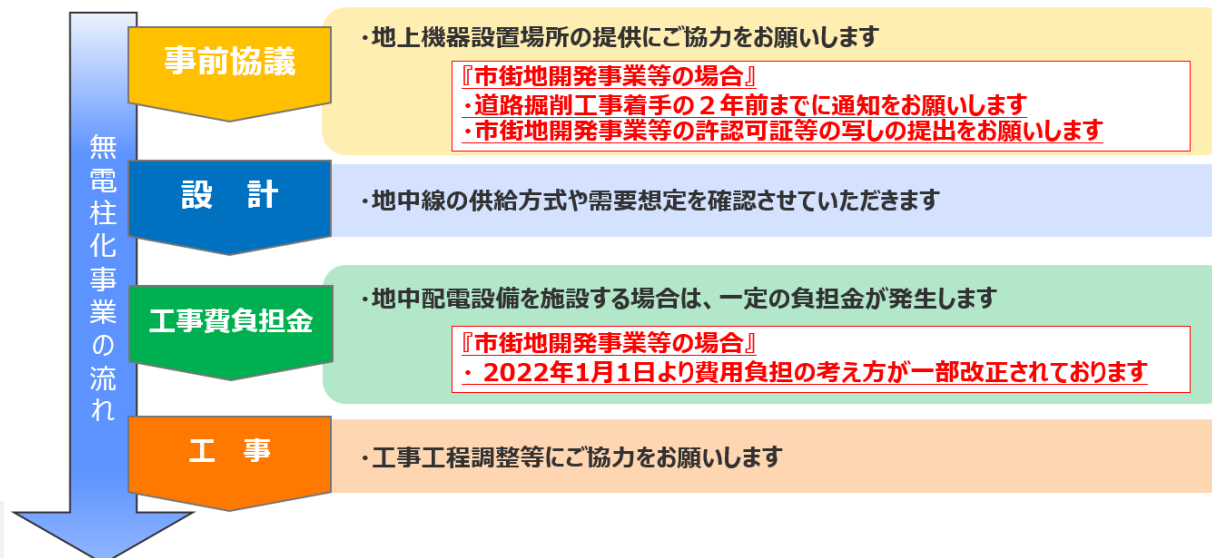 無電柱化事業の流れ
事前協議
・地上機器設置場所の提供にご協力をお願いします
『市街地開発事業等の場合』
・道路掘削工事着手の２年前までに通知をお願いします
・市街地開発事業等の許認可証等の写しの提出をお願いします
設　計
・地中線の供給方式や需要想定を確認させていただきます
工事費負担金
・地中配電設備を施設する場合は、一定の負担金が発生します
『市街地開発事業等の場合』
・ 2022年1月1日より費用負担の考え方が一部改正されております
工　事
・工事工程調整等にご協力をお願いします